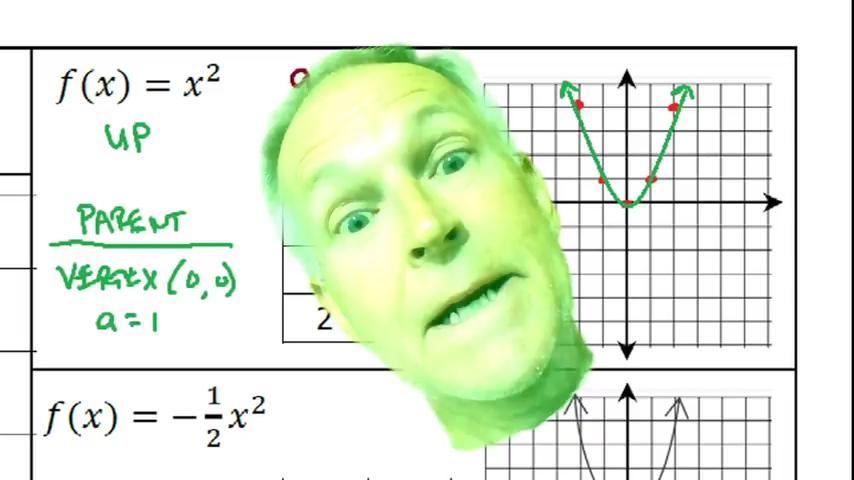 f(x) = x²
UP
PARENT
VERTEX (0,0)
a = 1
2
f(x) = -½x²